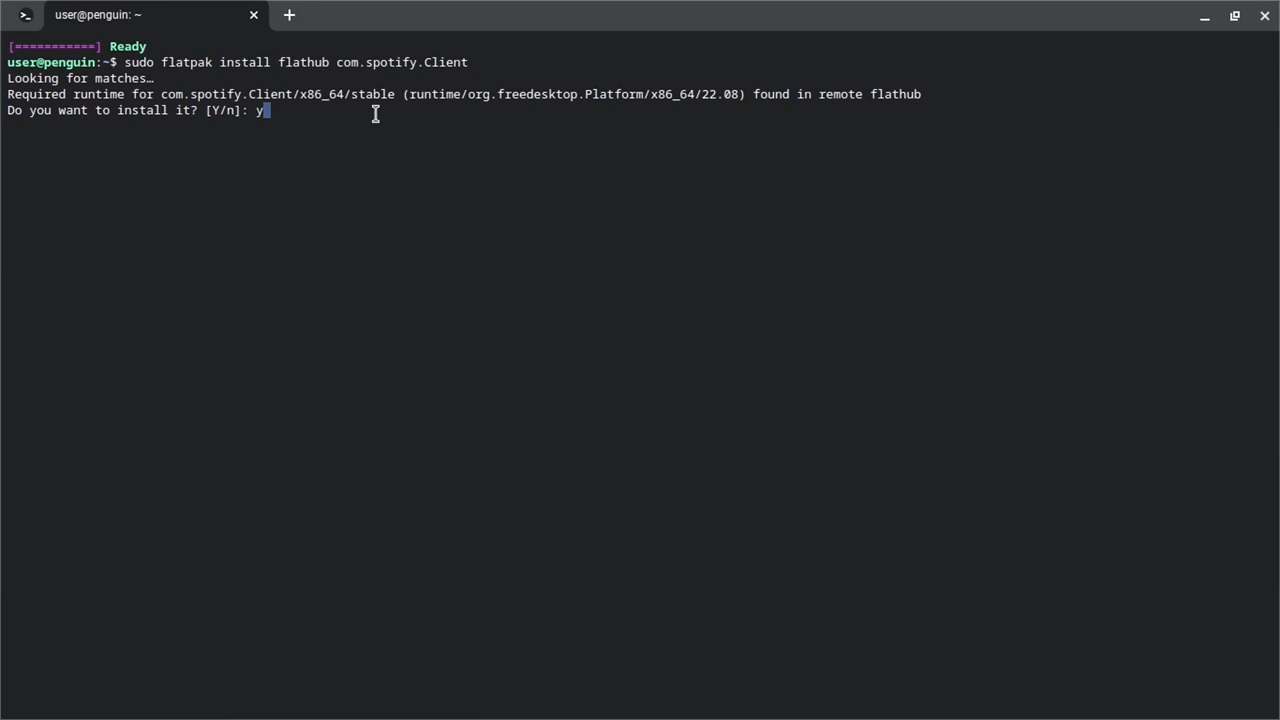 user@penguin: ~
[===========] Ready
user@penguin:~$ sudo flatpak install flathub com.spotify.Client
Looking for matches…
Required runtime for com.spotify.Client/x86_64/stable (runtime/org.freedesktop.Platform/x86_64/22.08) found in remote flathub
Do you want to install it? [Y/n]: y